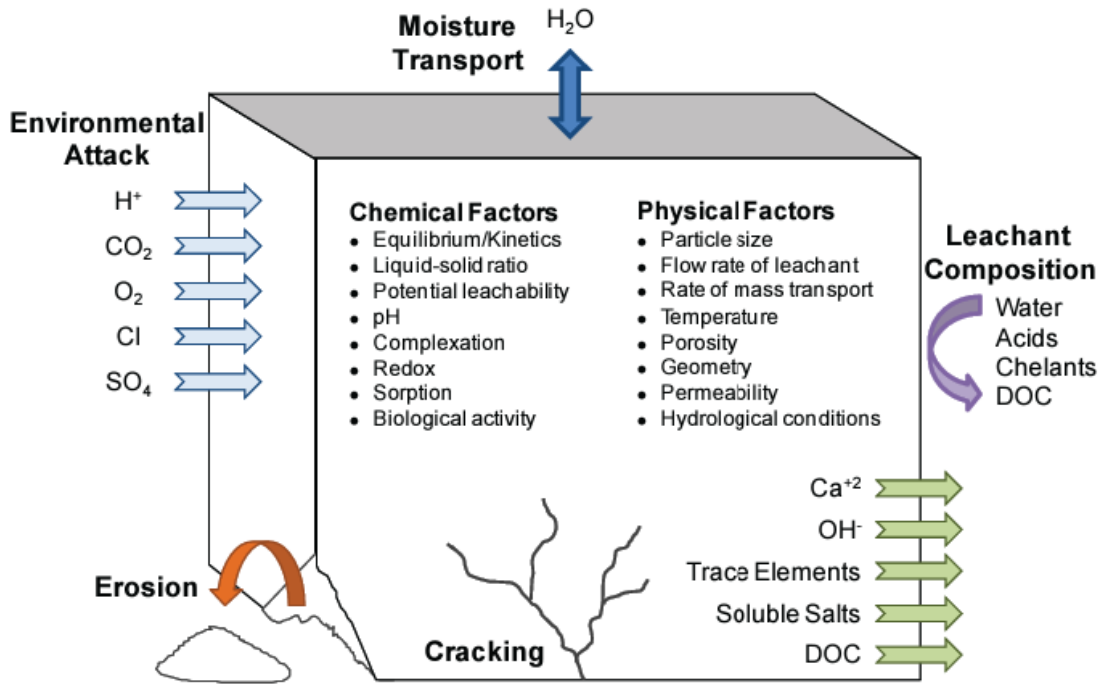 Moisture
Transport
H₂O
Environmental
Attack
H⁺
CO₂
O₂
Cl
SO₄
Chemical Factors
• Equilibrium/Kinetics
• Liquid-solid ratio
• Potential leachability
• pH
• Complexation
• Redox
• Sorption
• Biological activity
Physical Factors
• Particle size
• Flow rate of leachant
• Rate of mass transport
• Temperature
• Porosity
• Geometry
• Permeability
• Hydrological conditions
Leachant
Composition
Water
Acids
Chelants
DOC
Ca⁺²
OH⁻
Trace Elements
Soluble Salts
DOC
Erosion
Cracking